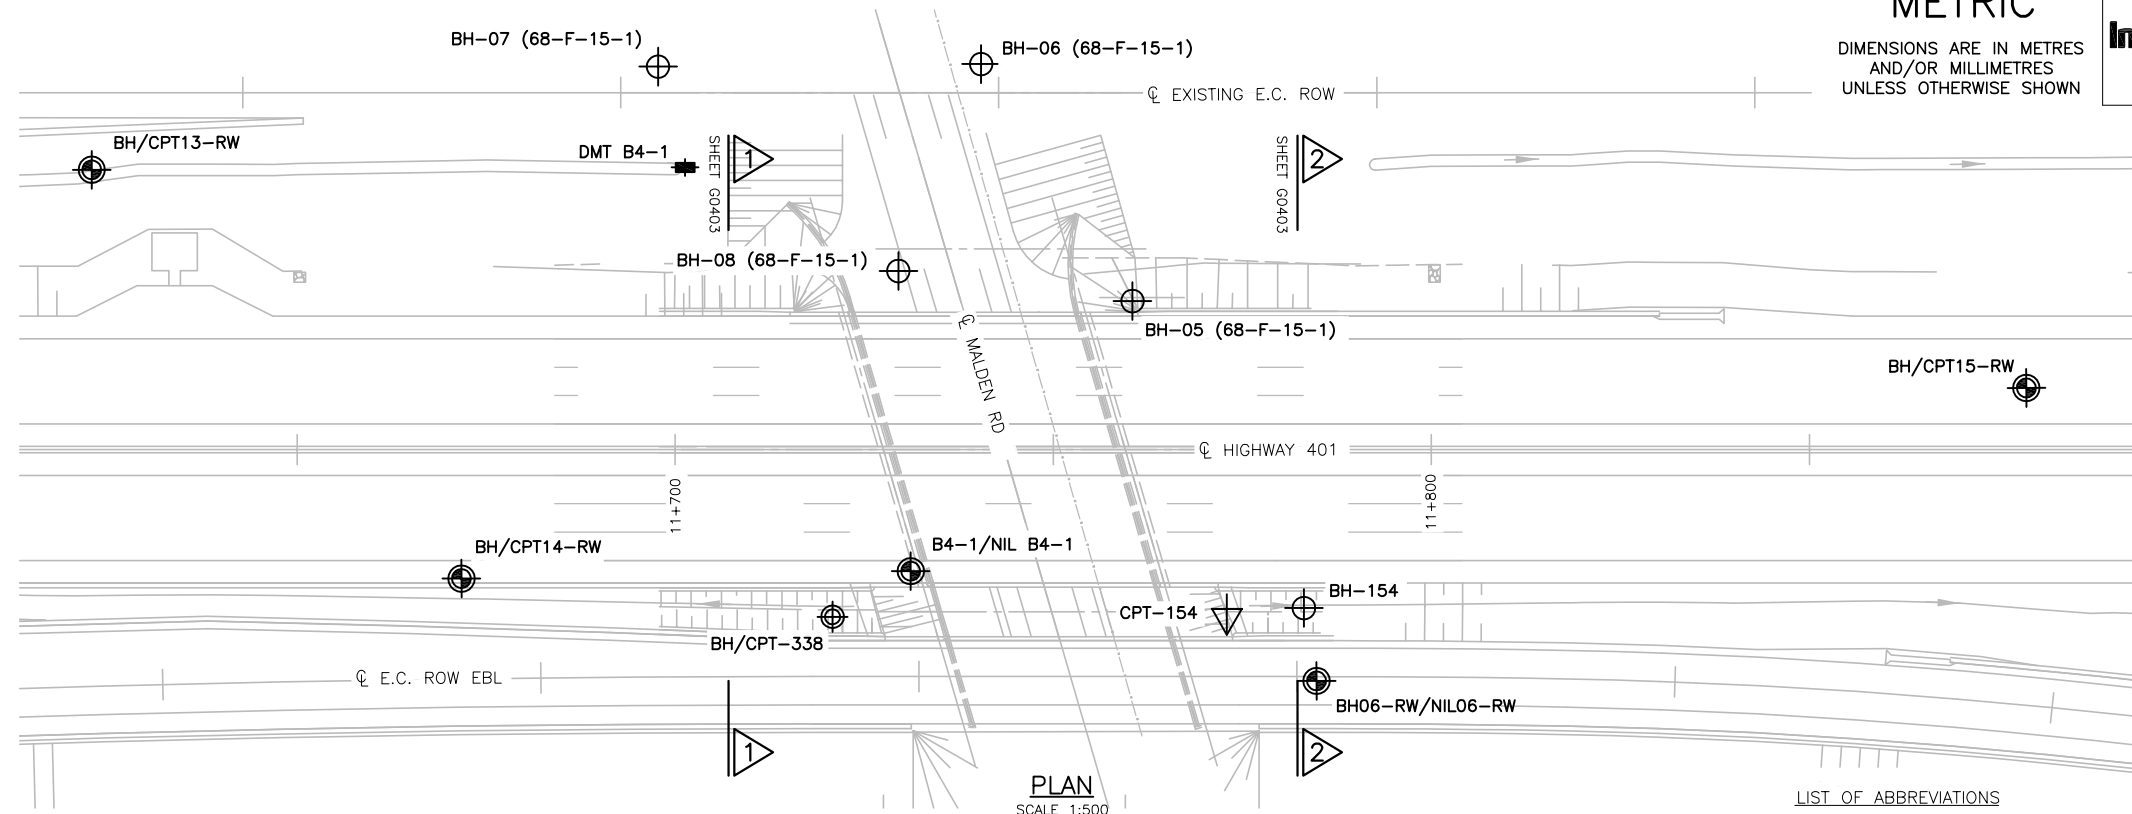 METRIC
DIMENSIONS ARE IN METRES
AND/OR MILLIMETRES
UNLESS OTHERWISE SHOWN
BH-07 (68-F-15-1)
BH-06 (68-F-15-1)
℄ EXISTING E.C. ROW
BH/CPT13-RW
DMT B4-1
SHEET G0403
1
SHEET G0403
2
BH-08 (68-F-15-1)
BH-05 (68-F-15-1)
℄ MALDEN RD
BH/CPT15-RW
℄ HIGHWAY 401
11+700
11+800
BH/CPT14-RW
B4-1/NIL B4-1
BH-154
CPT-154
BH/CPT-338
℄ E.C. ROW EBL
BH06-RW/NIL06-RW
1
2
PLAN
SCALE 1:500
LIST OF ABBREVIATIONS